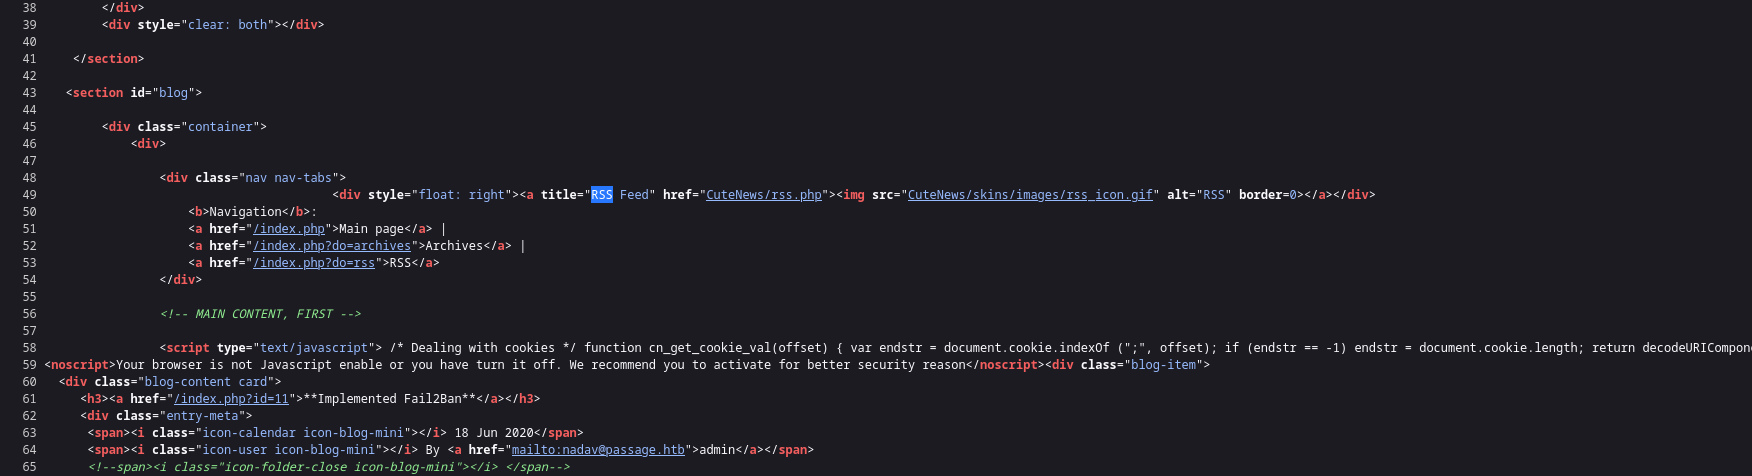 38 </div>
39 <div style="clear: both"></div>
40
41 </section>
42
43 <section id="blog">
44
45 <div class="container">
46 <div>
47
48 <div class="nav nav-tabs">
49 <div style="float: right"><a title="RSS Feed" href="CuteNews/rss.php"><img src="CuteNews/skins/images/rss_icon.gif" alt="RSS" border=0></a></div>
50 <b>Navigation</b>:
51 <a href="/index.php">Main page</a> |
52 <a href="/index.php?do=archives">Archives</a> |
53 <a href="/index.php?do=rss">RSS</a>
54 </div>
55
56 <!-- MAIN CONTENT, FIRST -->
57
58 <script type="text/javascript"> /* Dealing with cookies */ function cn_get_cookie_val(offset) { var endstr = document.cookie.indexOf (";", offset); if (endstr == -1) endstr = document.cookie.length; return decodeURICompon
59 <noscript>Your browser is not Javascript enable or you have turn it off. We recommend you to activate for better security reason</noscript><div class="blog-item">
60 <div class="blog-content card">
61 <h3><a href="/index.php?id=11">**Implemented Fail2Ban**</a></h3>
62 <div class="entry-meta">
63 <span><i class="icon-calendar icon-blog-mini"></i> 18 Jun 2020</span>
64 <span><i class="icon-user icon-blog-mini"></i> By <a href="mailto:nadav@passage.htb">admin</a></span>
65 <!--span><i class="icon-folder-close icon-blog-mini"></i> </span-->